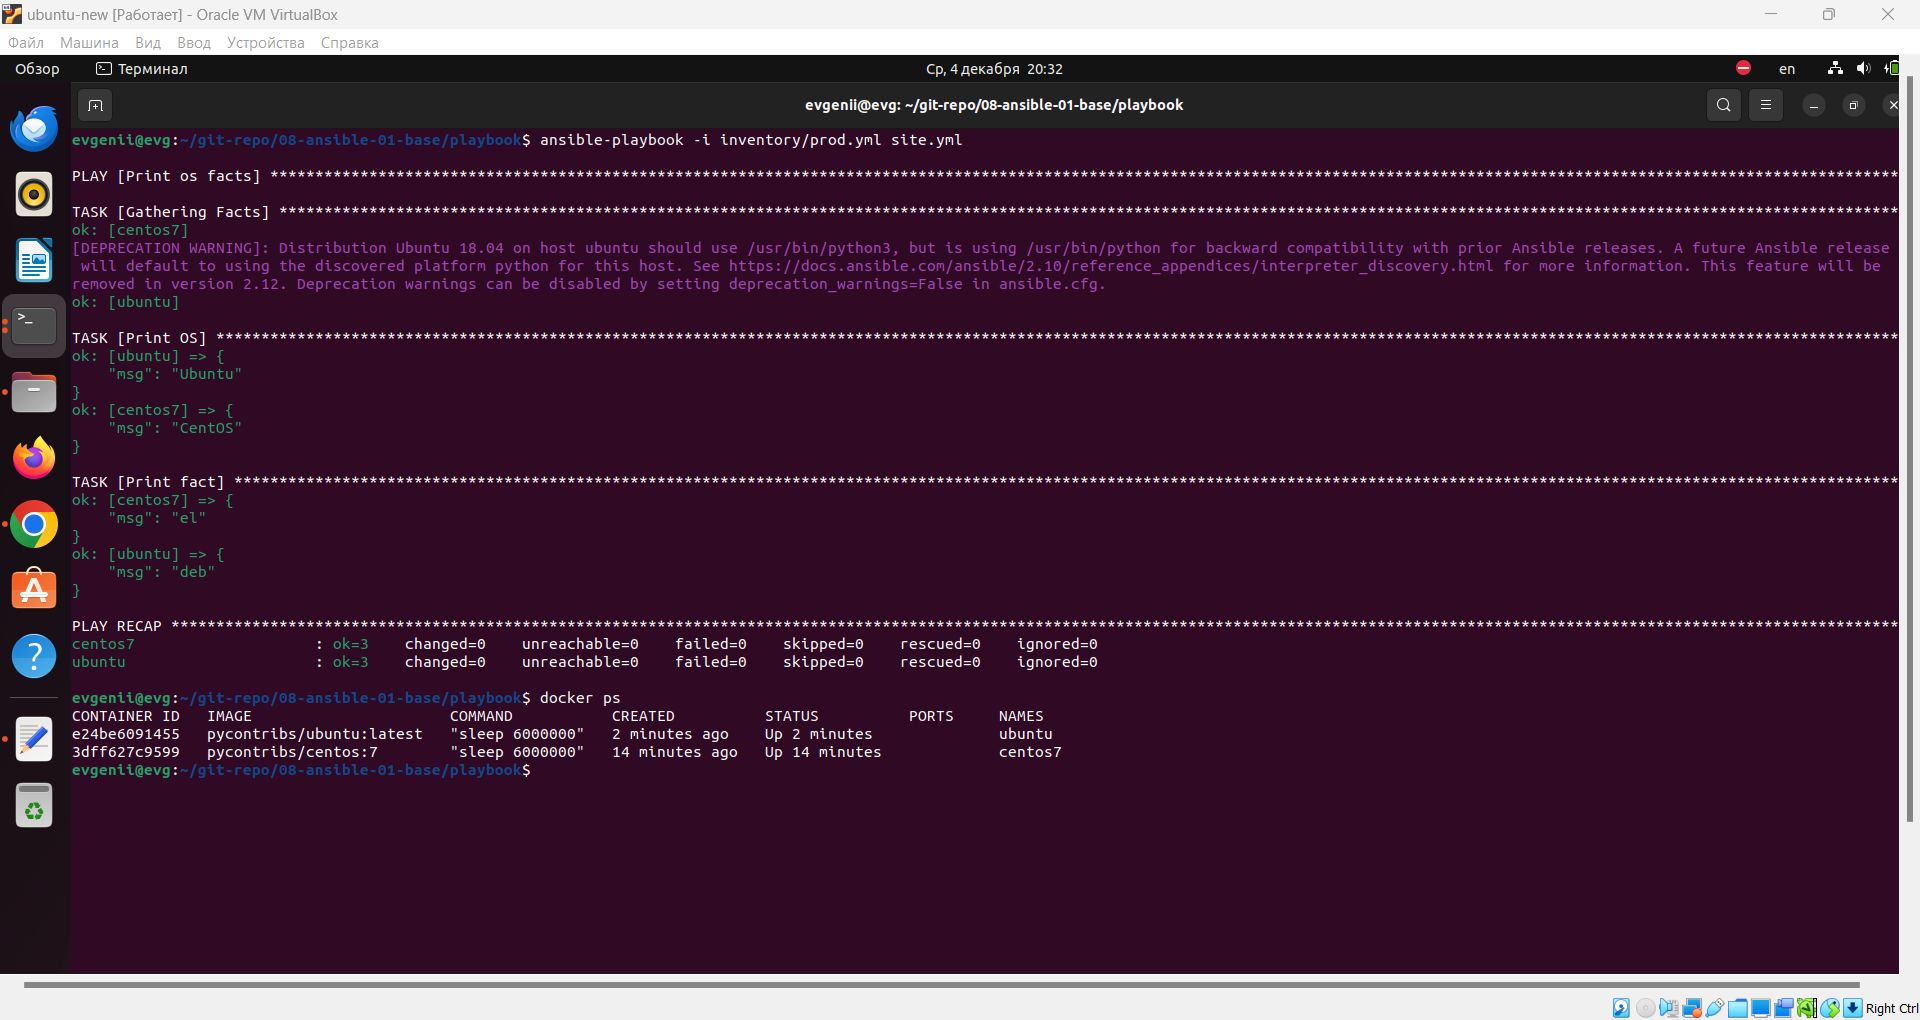 ubuntu-new [Работает] - Oracle VM VirtualBox
Файл Машина Вид Ввод Устройства Справка
Обзор Терминал Ср, 4 декабря 20:32 en
evgenii@evg: ~/git-repo/08-ansible-01-base/playbook
evgenii@evg:~/git-repo/08-ansible-01-base/playbook$ ansible-playbook -i inventory/prod.yml site.yml
PLAY [Print os facts] ****************************************************************************************************************************************************************************************
TASK [Gathering Facts] ***************************************************************************************************************************************************************************************
ok: [centos7]
[DEPRECATION WARNING]: Distribution Ubuntu 18.04 on host ubuntu should use /usr/bin/python3, but is using /usr/bin/python for backward compatibility with prior Ansible releases. A future Ansible release
will default to using the discovered platform python for this host. See https://docs.ansible.com/ansible/2.10/reference_appendices/interpreter_discovery.html for more information. This feature will be
removed in version 2.12. Deprecation warnings can be disabled by setting deprecation_warnings=False in ansible.cfg.
ok: [ubuntu]
TASK [Print OS] **********************************************************************************************************************************************************************************************
ok: [ubuntu] => {
    "msg": "Ubuntu"
}
ok: [centos7] => {
    "msg": "CentOS"
}
TASK [Print fact] ********************************************************************************************************************************************************************************************
ok: [centos7] => {
    "msg": "el"
}
ok: [ubuntu] => {
    "msg": "deb"
}
PLAY RECAP ***************************************************************************************************************************************************************************************************
centos7 : ok=3 changed=0 unreachable=0 failed=0 skipped=0 rescued=0 ignored=0
ubuntu : ok=3 changed=0 unreachable=0 failed=0 skipped=0 rescued=0 ignored=0
evgenii@evg:~/git-repo/08-ansible-01-base/playbook$ docker ps
CONTAINER ID IMAGE COMMAND CREATED STATUS PORTS NAMES
e24be6091455 pycontribs/ubuntu:latest "sleep 6000000" 2 minutes ago Up 2 minutes ubuntu
3dff627c9599 pycontribs/centos:7 "sleep 6000000" 14 minutes ago Up 14 minutes centos7
evgenii@evg:~/git-repo/08-ansible-01-base/playbook$
Right Ctrl